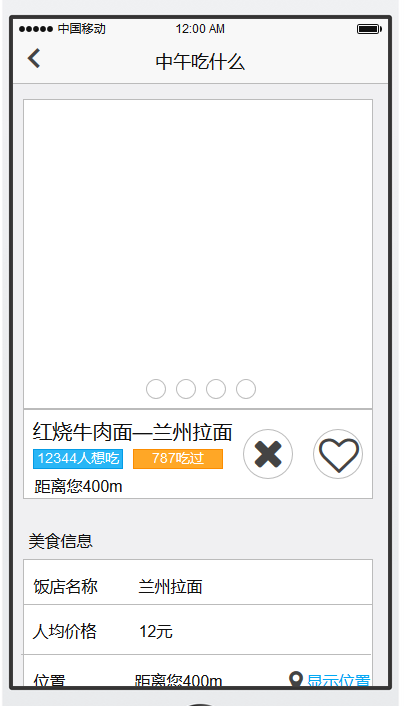 中国移动 12:00 AM
中午吃什么
红烧牛肉面—兰州拉面
12344人想吃 787吃过
距离您400m
美食信息
饭店名称 兰州拉面
人均价格 12元
位置 距离您400m 显示位置